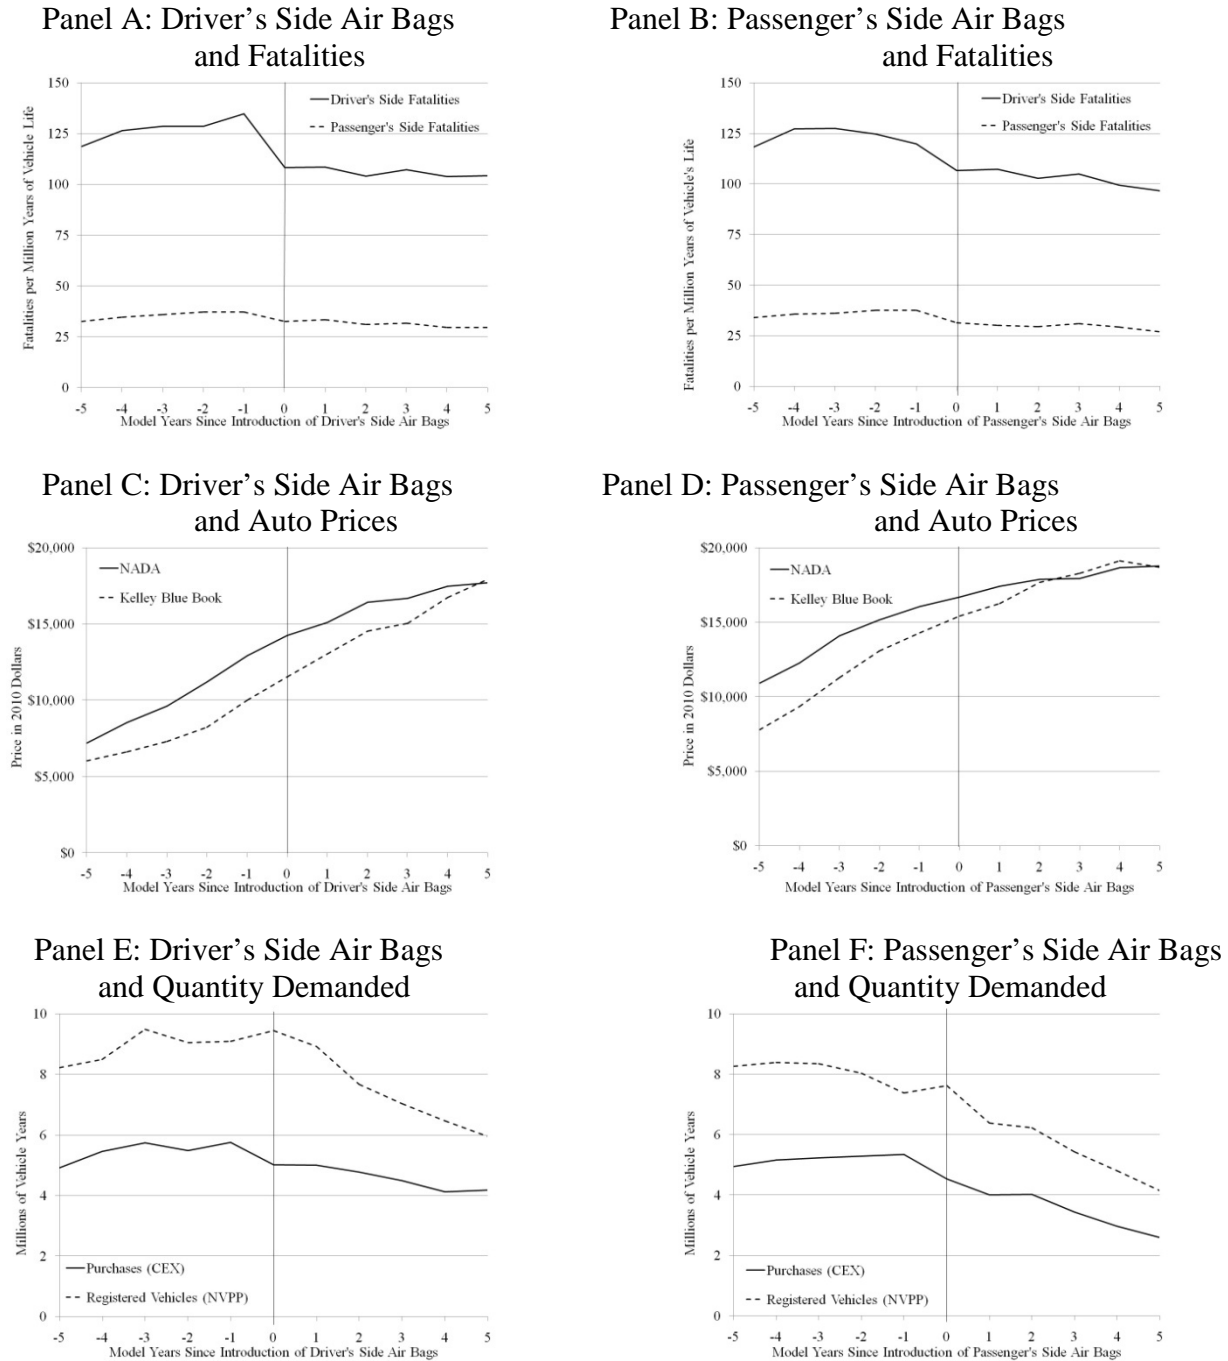 Panel A: Driver's Side Air Bags
and Fatalities
150
125
100
75
50
25
0
Fatalities per Million Years of Vehicle Life
Driver's Side Fatalities
Passenger's Side Fatalities
-5 -4 -3 -2 -1 0 1 2 3 4 5
Model Years Since Introduction of Driver's Side Air Bags
Panel B: Passenger's Side Air Bags
and Fatalities
150
125
100
75
50
25
0
Fatalities per Million Years of Vehicle's Life
Driver's Side Fatalities
Passenger's Side Fatalities
-5 -4 -3 -2 -1 0 1 2 3 4 5
Model Years Since Introduction of Passenger's Side Air Bags
Panel C: Driver's Side Air Bags
and Auto Prices
$20,000
$15,000
$10,000
$5,000
$0
Price in 2010 Dollars
NADA
Kelley Blue Book
-5 -4 -3 -2 -1 0 1 2 3 4 5
Model Years Since Introduction of Driver's Side Air Bags
Panel D: Passenger's Side Air Bags
and Auto Prices
$20,000
$15,000
$10,000
$5,000
$0
Price in 2010 Dollars
NADA
Kelley Blue Book
-5 -4 -3 -2 -1 0 1 2 3 4 5
Model Years Since Introduction of Passenger's Side Air Bags
Panel E: Driver's Side Air Bags
and Quantity Demanded
10
8
6
4
2
0
Millions of Vehicle Years
Purchases (CEX)
Registered Vehicles (NVPP)
-5 -4 -3 -2 -1 0 1 2 3 4 5
Model Years Since Introduction of Driver's Side Air Bags
Panel F: Passenger's Side Air Bags
and Quantity Demanded
10
8
6
4
2
0
Millions of Vehicle Years
Purchases (CEX)
Registered Vehicles (NVPP)
-5 -4 -3 -2 -1 0 1 2 3 4 5
Model Years Since Introduction of Passenger's Side Air Bags